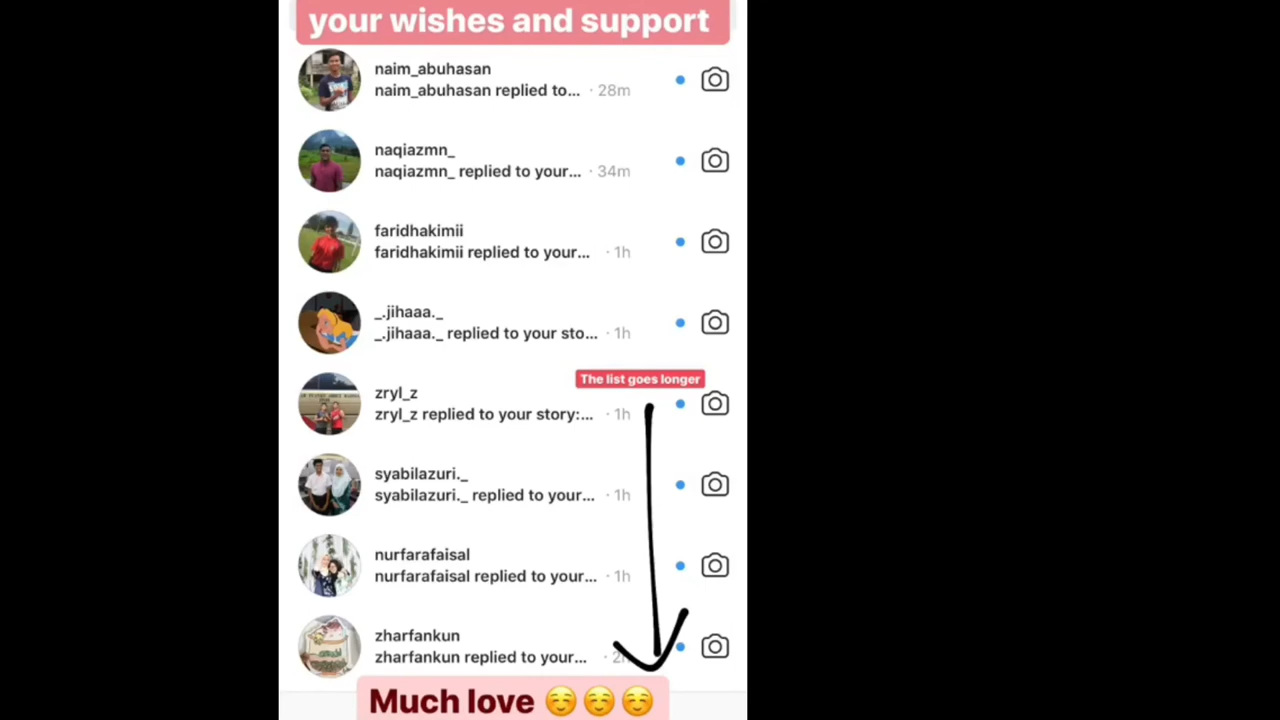 your wishes and support
naim_abuhasan
naim_abuhasan replied to... · 28m
naqiazmn_
naqiazmn_ replied to your... · 34m
faridhakimii
faridhakimii replied to your... · 1h
_.jihaaa._
_.jihaaa._ replied to your sto... · 1h
The list goes longer
zryl_z
zryl_z replied to your story:... · 1h
syabilazuri._
syabilazuri._ replied to your... · 1h
nurfarafaisal
nurfarafaisal replied to your... · 1h
zharfankun
zharfankun replied to your... · 2h
Much love ☺️☺️☺️